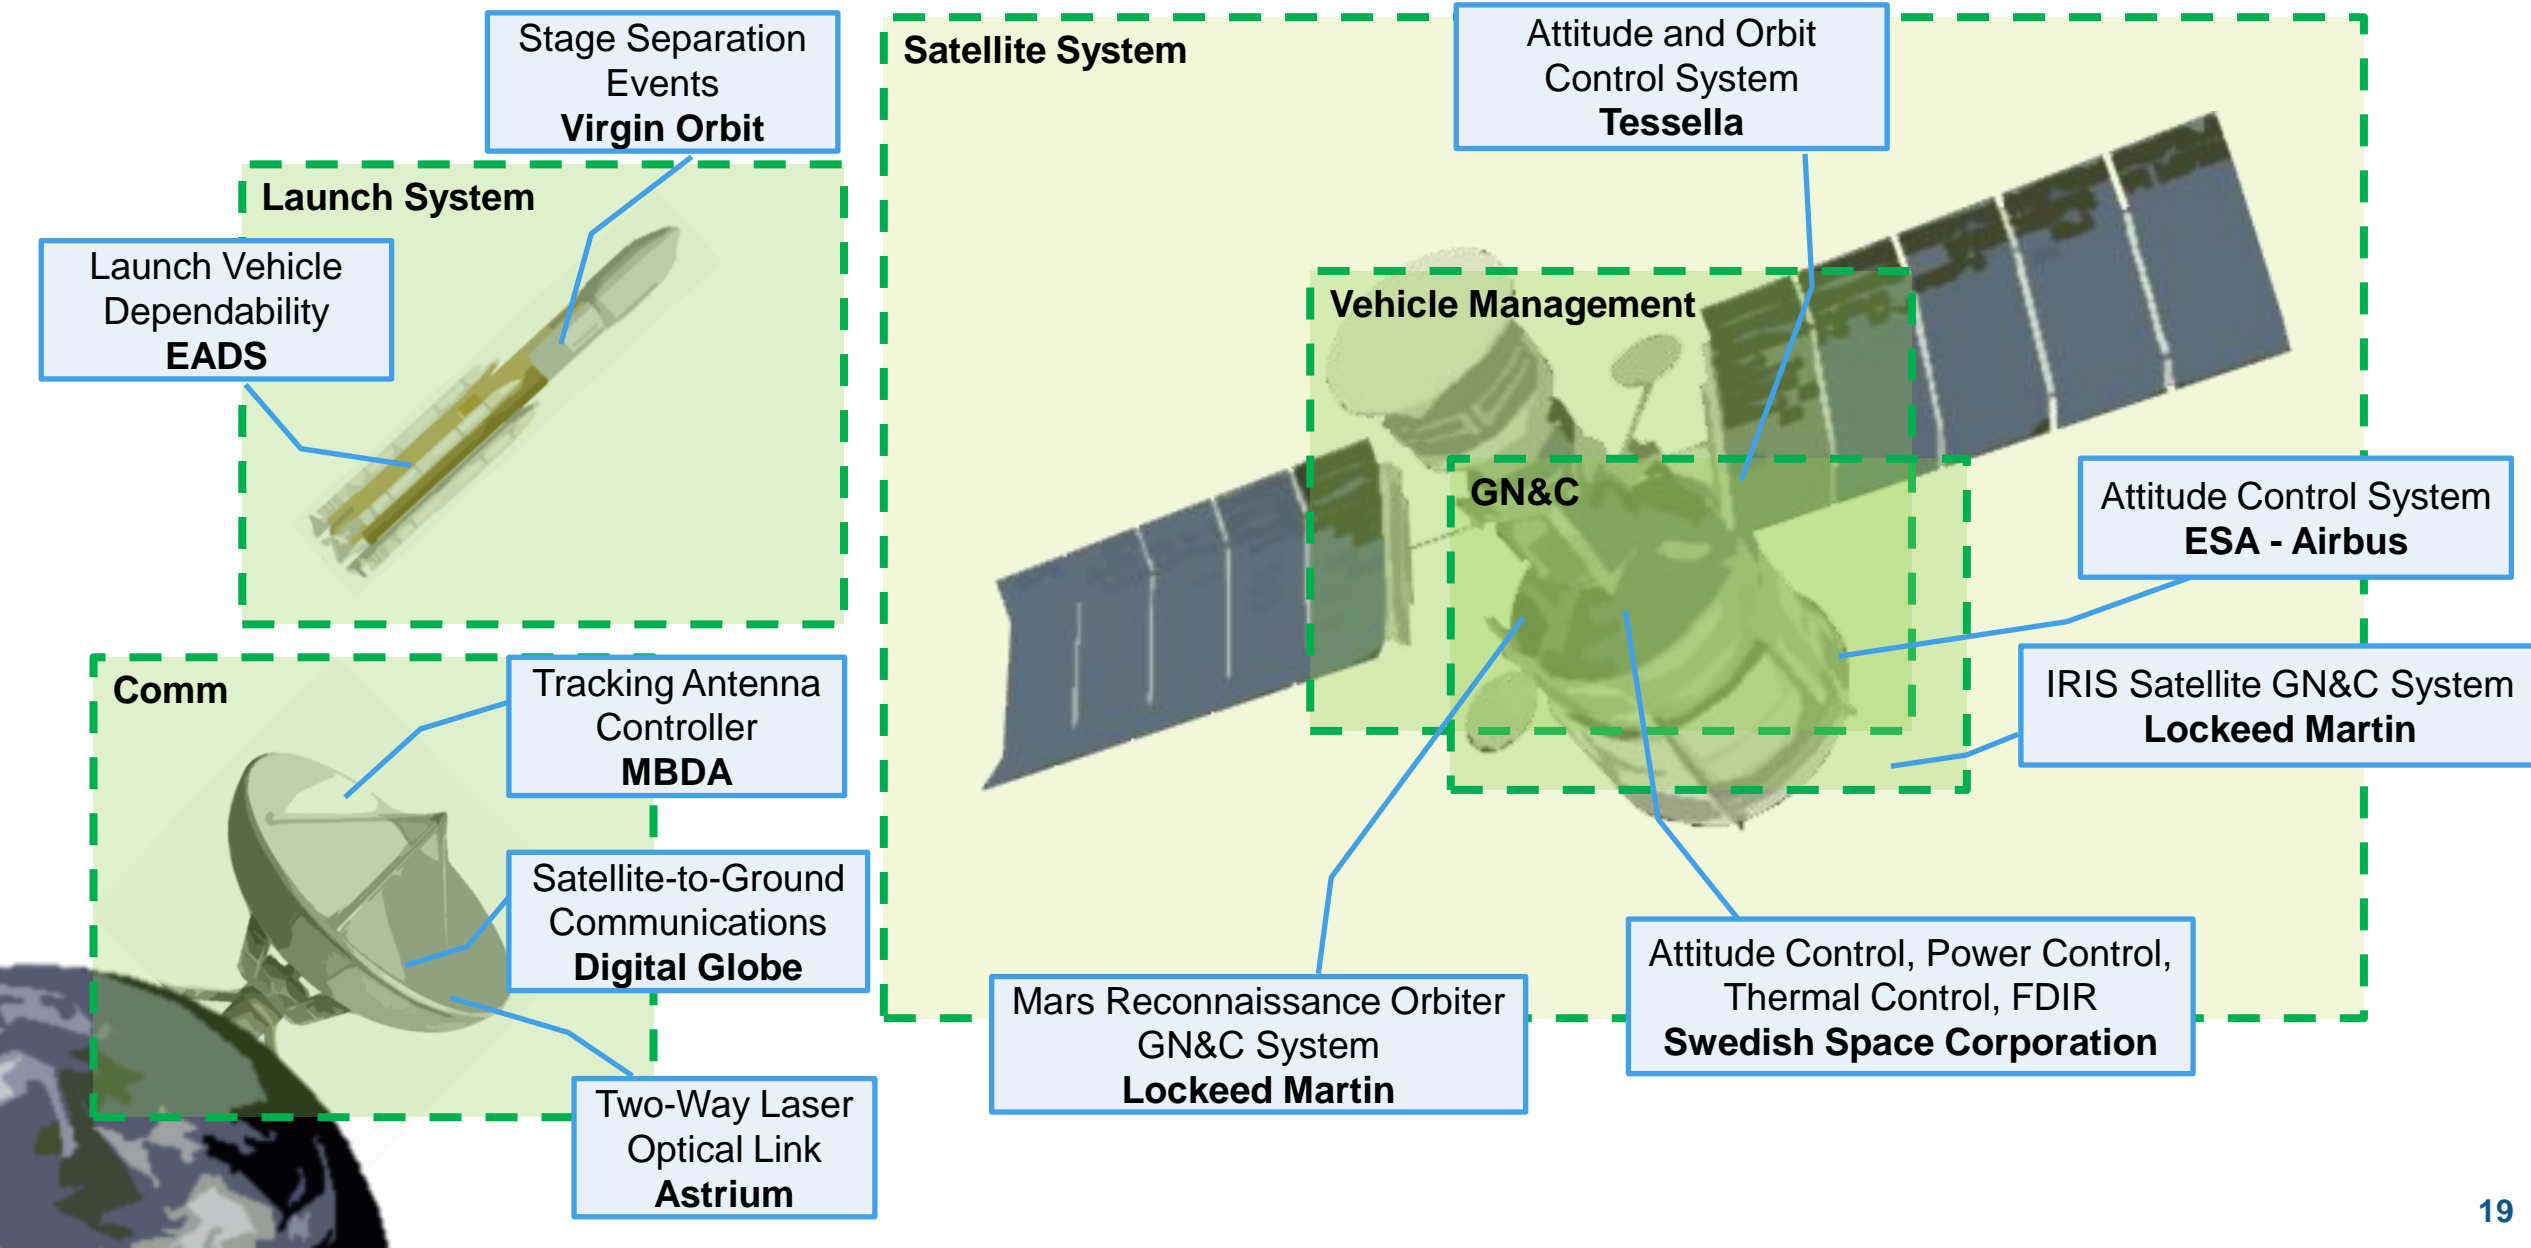 Stage Separation
Events
Virgin Orbit
Launch System
Launch Vehicle
Dependability
EADS
Comm
Tracking Antenna
Controller
MBDA
Satellite-to-Ground
Communications
Digital Globe
Two-Way Laser
Optical Link
Astrium
Satellite System
Attitude and Orbit
Control System
Tessella
Vehicle Management
GN&C
Attitude Control System
ESA - Airbus
IRIS Satellite GN&C System
Lockeed Martin
Mars Reconnaissance Orbiter
GN&C System
Lockeed Martin
Attitude Control, Power Control,
Thermal Control, FDIR
Swedish Space Corporation
19